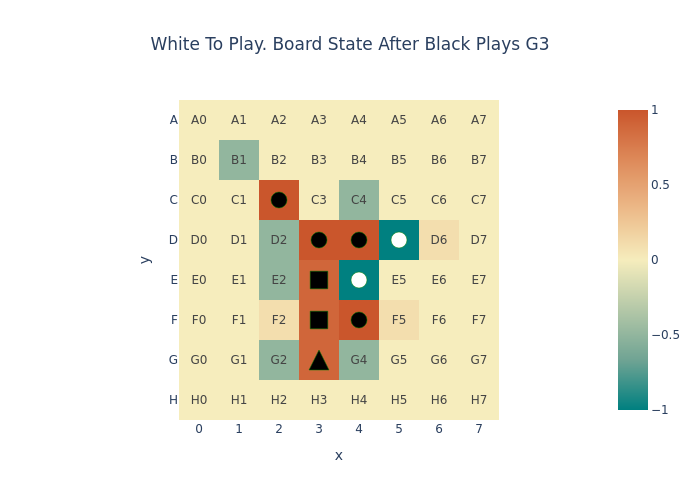 White To Play. Board State After Black Plays G3
A A0 A1 A2 A3 A4 A5 A6 A7
B B0 B1 B2 B3 B4 B5 B6 B7
C C0 C1 C3 C4 C5 C6 C7
D D0 D1 D2 D6 D7
E E0 E1 E2 E5 E6 E7
F F0 F1 F2 F5 F6 F7
G G0 G1 G2 G4 G5 G6 G7
H H0 H1 H2 H3 H4 H5 H6 H7
0 1 2 3 4 5 6 7
x
y
1
0.5
0
−0.5
−1